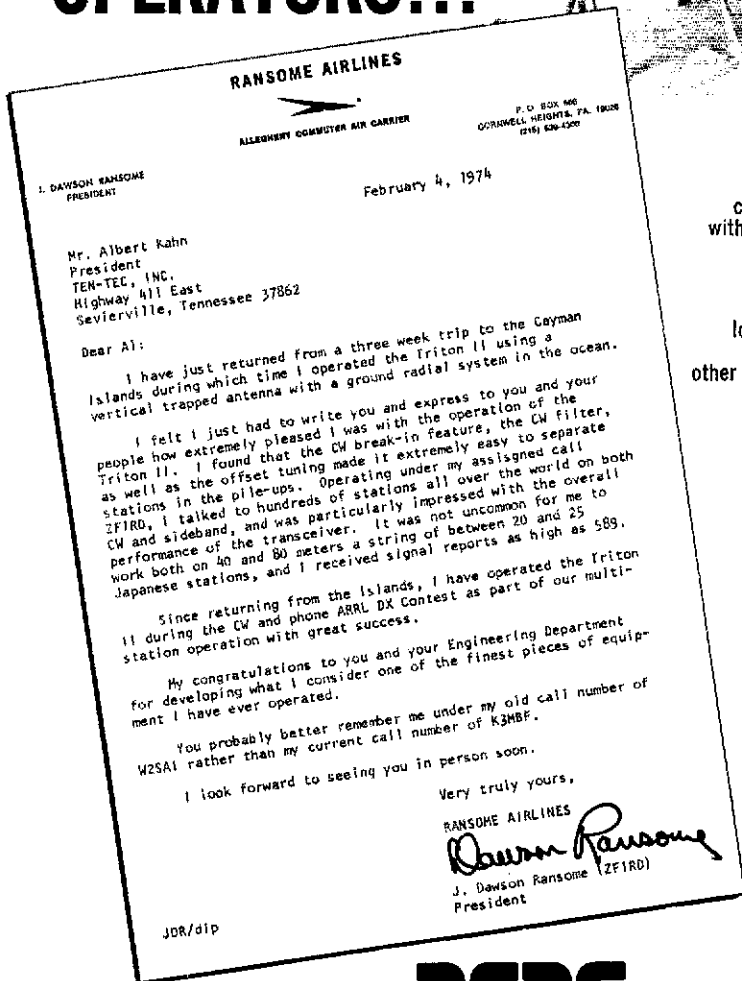 OPERATORS...
RANSOME AIRLINES
ALLEGHENY COMMUTER AIR CARRIER
P. O. BOX
CORNWELL HEIGHTS, PA. 19020
(215)
J. DAWSON RANSOME
PRESIDENT
February 4, 1974
Mr. Albert Kahn
President
TEN-TEC, INC.
Highway 411 East
Sevierville, Tennessee 37862
Dear Al:
I have just returned from a three week trip to the Cayman
Islands during which time I operated the Triton II using a
vertical trapped antenna with a ground radial system in the ocean.
I felt I just had to write you and express to you and your
people how extremely pleased I was with the operation of the
Triton II. I found that the CW break-in feature, the CW filter,
as well as the offset tuning made it extremely easy to separate
stations in the pile-ups. Operating under my assisgned call
ZF1RD, I talked to hundreds of stations all over the world on both
CW and sideband, and was particularly impressed with the overall
performance of the transceiver. It was not uncommon for me to
work both on 40 and 80 meters a string of between 20 and 25
Japanese stations, and I received signal reports as high as 589.
Since returning from the Islands, I have operated the Triton
II during the CW and phone ARRL DX Contest as part of our multi-
station operation with great success.
My congratulations to you and your Engineering Department
for developing what I consider one of the finest pieces of equip-
ment I have ever operated.
You probably better remember me under my old call number of
W2SAI rather than my current call number of K3MBF.
I look forward to seeing you in person soon.
Very truly yours,
RANSOME AIRLINES
Dawson Ransome
J. Dawson Ransome (ZF1RD)
President
JDR/dip
with
other